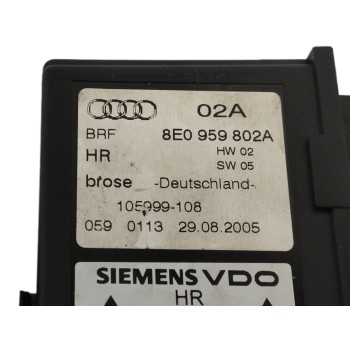 02A
BRF 8E0 959 802A
HR HW 02
SW 05
brose -Deutschland-
105999-108
059 0113 29.08.2005
SIEMENS VDO
HR